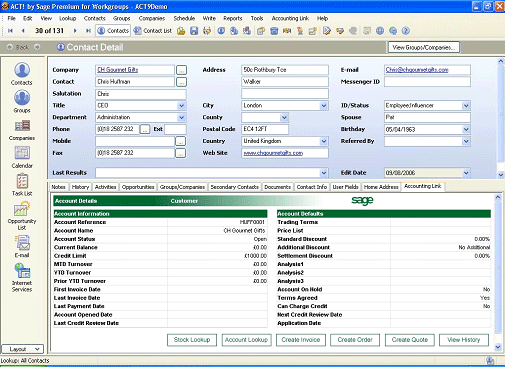 ACT! by Sage Premium for Workgroups - ACT9Demo
File Edit View Lookup Contacts Groups Companies Schedule Write Reports Tools Accounting Link Help
30 of 131 Contacts Contact List
Back Contact Detail View Groups/Companies...
Contacts
Groups
Companies
Calendar
Task List
Opportunity List
E-mail
Internet Services
Layout
Company CH Gourmet Gifts ... Address 50c Rothbury Tce E-mail Chris@chgourmetgifts.com
Contact Chris Huffman ... Walker Messenger ID
Salutation Chris
Title CEO City London ID/Status Employee/Influencer
Department Administration County Spouse Pat
Phone (0)18 2587 232 ... Ext Postal Code EC4 12FT Birthday 05/04/1963
Mobile ... Country United Kingdom Referred By
Fax (0)18 2587 232 ... Web Site www.chgourmetgifts.com
Last Results Edit Date 09/08/2006
Notes History Activities Opportunities Groups/Companies Secondary Contacts Documents Contact Info User Fields Home Address Accounting Link
Account Details Customer sage
Account Information Account Defaults
Account Reference HUFF0001 Trading Terms
Account Name CH Gourmet Gifts Price List
Account Status Open Standard Discount 0.00%
Current Balance £0.00 Additional Discount No Additional
Credit Limit £1000.00 Settlement Discount 0.00%
MTD Turnover £0.00 Analysis1
YTD Turnover £0.00 Analysis2
Prior YTD Turnover £0.00 Analysis3
First Invoice Date Account On Hold No
Last Invoice Date Terms Agreed Yes
Last Payment Date Can Charge Credit No
Account Opened Date Next Credit Review Date
Last Credit Review Date Application Date
Stock Lookup Account Lookup Create Invoice Create Order Create Quote View History
Lookup: All Contacts